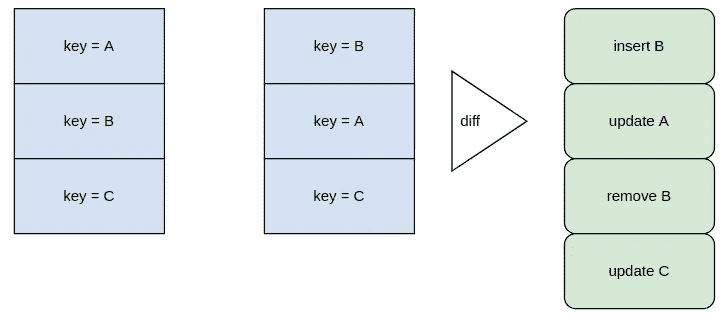 key = A
key = B
key = C
key = B
key = A
key = C
diff
insert B
update A
remove B
update C